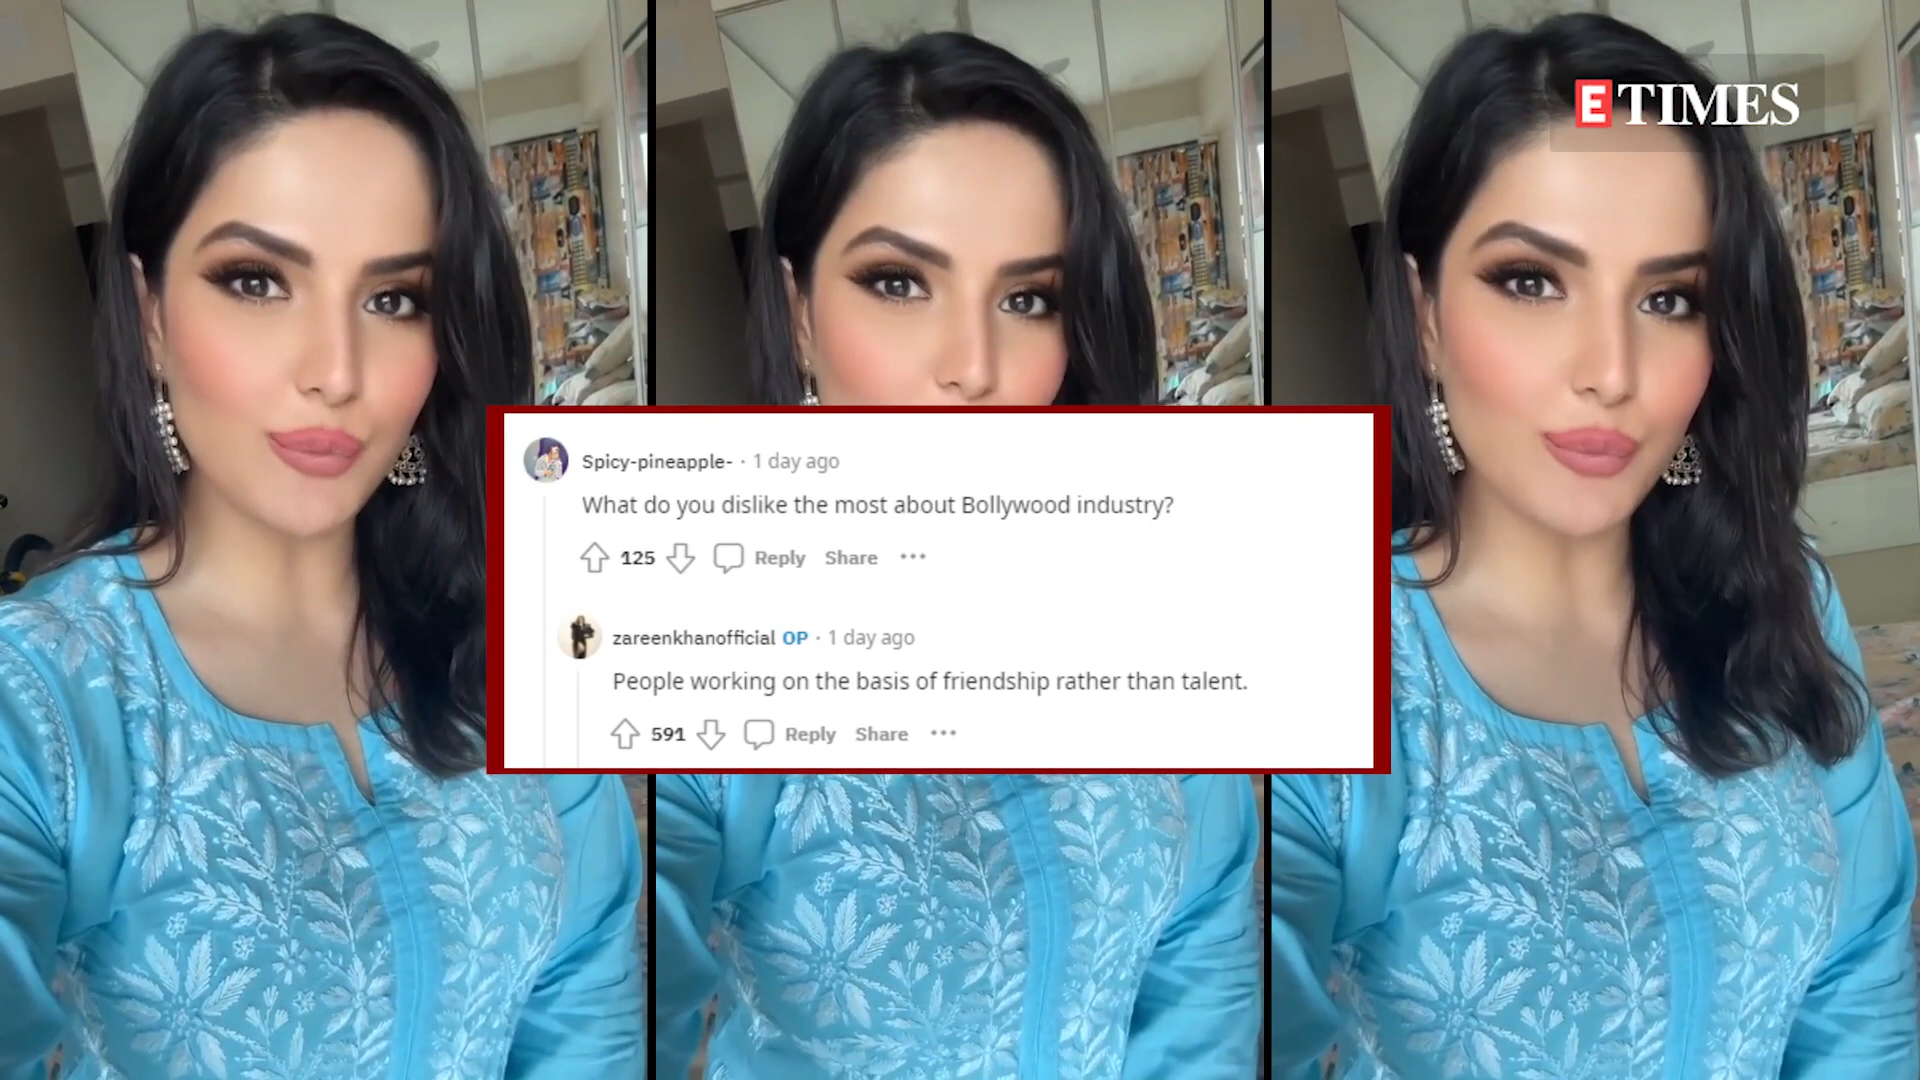 ETIMES
Spicy-pineapple- · 1 day ago
What do you dislike the most about Bollywood industry?
125 Reply Share ···
zareenkhanofficial OP · 1 day ago
People working on the basis of friendship rather than talent.
591 Reply Share ···